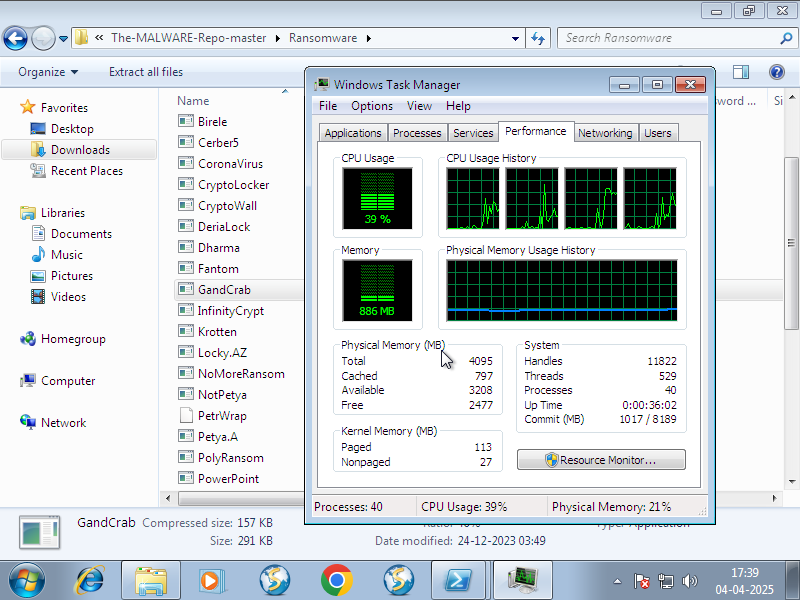 « The-MALWARE-Repo-master
Ransomware
Search Ransomware
Organize
Extract all files
Favorites
Desktop
Downloads
Recent Places
Libraries
Documents
Music
Pictures
Videos
Homegroup
Computer
Network
Name
Birele
Cerber5
CoronaVirus
CryptoLocker
CryptoWall
DeriaLock
Dharma
Fantom
GandCrab
InfinityCrypt
Krotten
Locky.AZ
NoMoreRansom
NotPetya
PetrWrap
Petya.A
PolyRansom
PowerPoint
Windows Task Manager
File Options View Help
Applications Processes Services Performance Networking Users
CPU Usage
CPU Usage History
39 %
Memory
Physical Memory Usage History
886 MB
Physical Memory (MB)
Total 4095
Cached 797
Available 3208
Free 2477
Kernel Memory (MB)
Paged 113
Nonpaged 27
System
Handles 11822
Threads 529
Processes 40
Up Time 0:00:36:02
Commit (MB) 1017 / 8189
Resource Monitor...
Processes: 40 CPU Usage: 39% Physical Memory: 21%
GandCrab Compressed size: 157 KB
Size: 291 KB
Date modified: 24-12-2023 03:49
17:39
04-04-2025